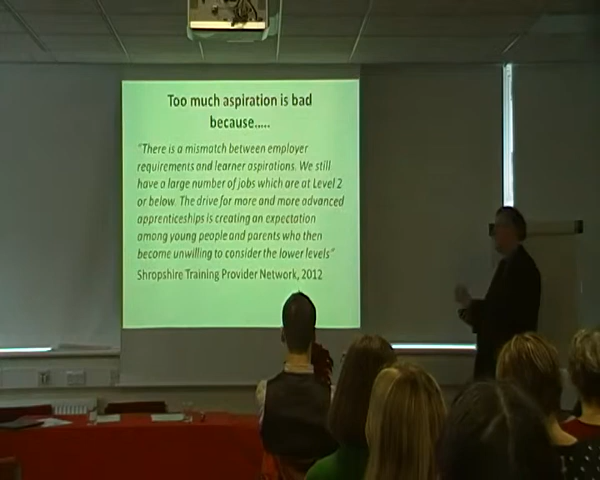 Too much aspiration is bad
because.....
"There is a mismatch between employer
requirements and learner aspirations. We still
have a large number of jobs which are at Level 2
or below. The drive for more and more advanced
apprenticeships is creating an expectation
among young people and parents who then
become unwilling to consider the lower levels"
Shropshire Training Provider Network, 2012